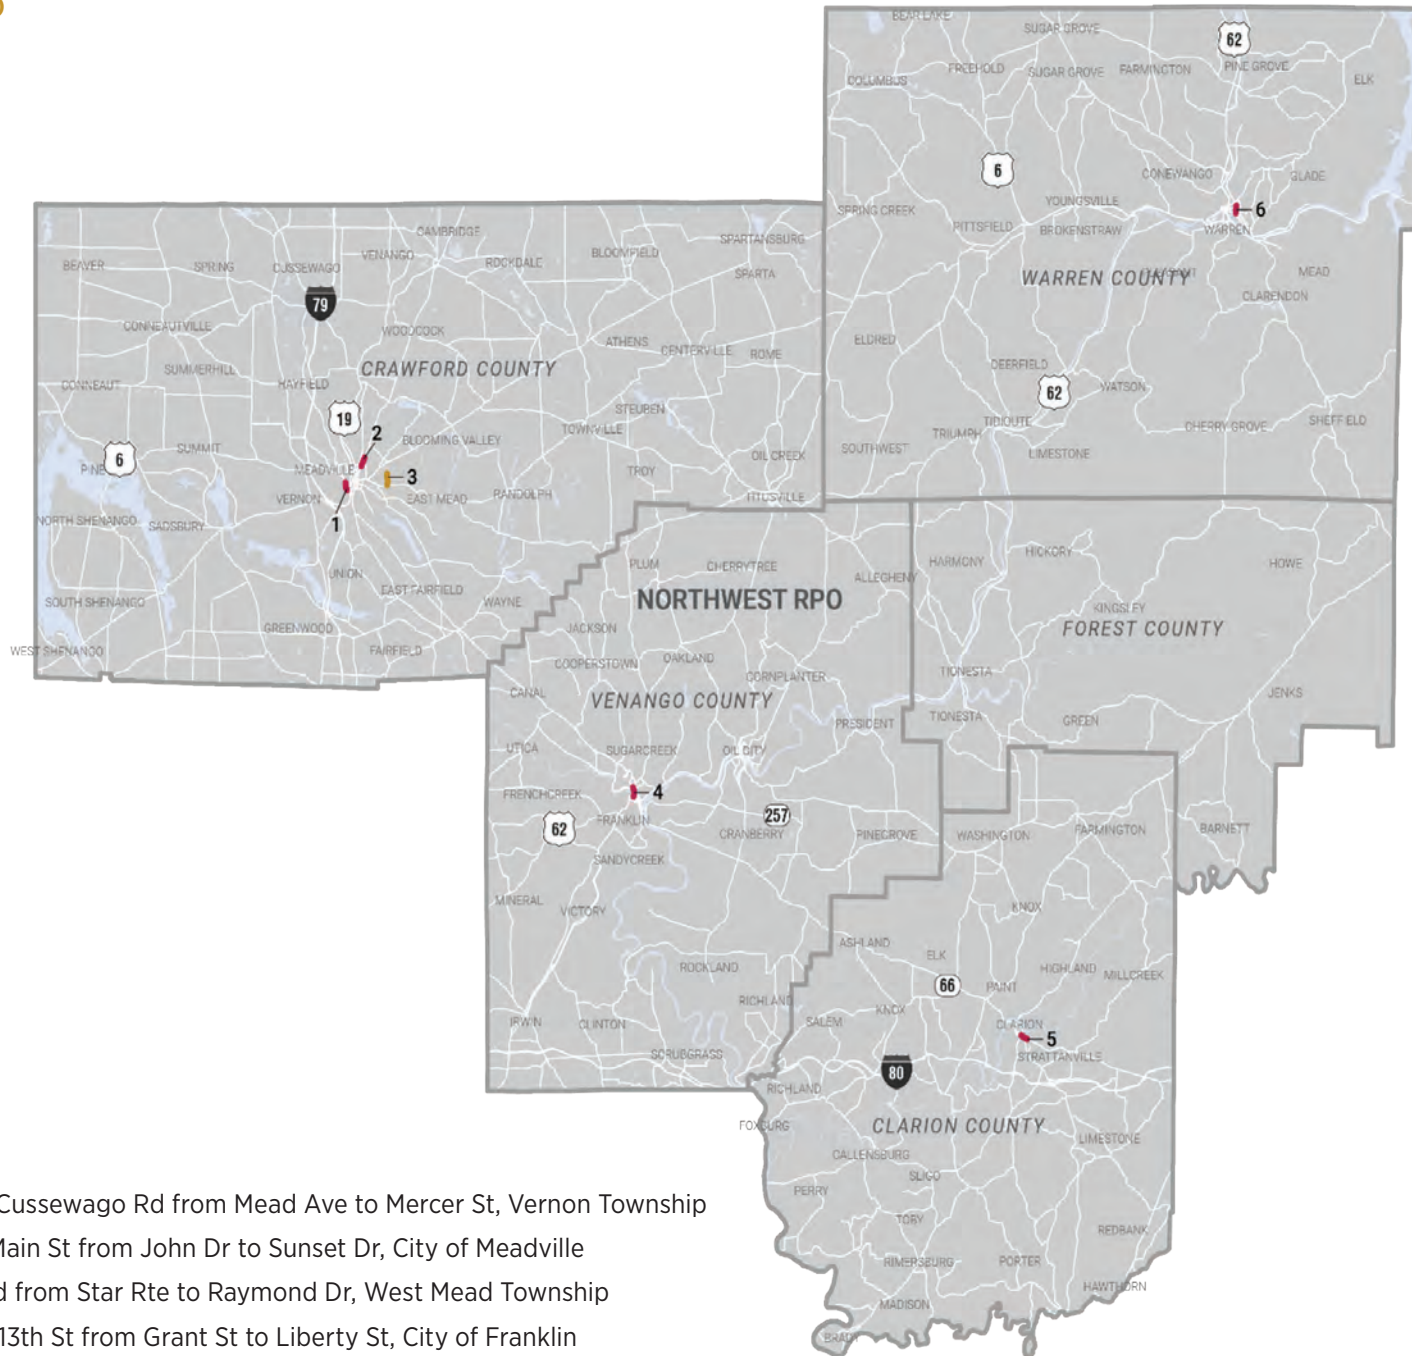 BEAR LAKE
SUGAR GROVE
62
COLUMBUS
FREEHOLD
SUGAR GROVE
FARMINGTON
PINE GROVE
ELK
6
CONEWANGO
GLADE
SPRING CREEK
YOUNGSVILLE
6
PITTSFIELD
BROKENSTRAW
WARREN
WARREN COUNTY
MEAD
CLARENDON
ELDRED
DEERFIELD
62
WATSON
TRIUMPH
TIDIOUTE
CHERRY GROVE
SHEFFIELD
SOUTHWEST
LIMESTONE
CAMBRIDGE
SPARTANSBURG
BEAVER
SPRING
CUSSEWAGO
VENANGO
ROCKDALE
BLOOMFIELD
SPARTA
79
CONNEAUTVILLE
WOODCOCK
ATHENS
CENTERVILLE
ROME
SUMMERHILL
CRAWFORD COUNTY
CONNEAUT
HAYFIELD
19
STEUBEN
2
BLOOMING VALLEY
TOWNVILLE
6
SUMMIT
OIL CREEK
PINE
MEADVILLE
3
TROY
VERNON
EAST MEAD
RANDOLPH
TITUSVILLE
1
NORTH SHENANGO
SADSBURY
UNION
EAST FAIRFIELD
SOUTH SHENANGO
WAYNE
GREENWOOD
WEST SHENANGO
FAIRFIELD
PLUM
CHERRYTREE
ALLEGHENY
NORTHWEST RPO
JACKSON
COOPERSTOWN
OAKLAND
CORNPLANTER
CANAL
VENANGO COUNTY
PRESIDENT
UTICA
SUGARCREEK
OIL CITY
FRENCHCREEK
4
62
FRANKLIN
257
CRANBERRY
PINEGROVE
SANDYCREEK
MINERAL
VICTORY
ROCKLAND
RICHLAND
IRWIN
CLINTON
SCRUBGRASS
HARMONY
HICKORY
HOWE
KINGSLEY
FOREST COUNTY
TIONESTA
JENKS
TIONESTA
GREEN
BARNETT
WASHINGTON
FARMINGTON
KNOX
ASHLAND
ELK
HIGHLAND
MILLCREEK
66
PAINT
KNOX
SALEM
CLARION
5
STRATTANVILLE
80
RICHLAND
FOXBURG
CLARION COUNTY
LIMESTONE
CALLENSBURG
SLIGO
PERRY
TOBY
REDBANK
RIMERSBURG
PORTER
HAWTHORN
MADISON
BRADY
Cussewago Rd from Mead Ave to Mercer St, Vernon Township
Main St from John Dr to Sunset Dr, City of Meadville
from Star Rte to Raymond Dr, West Mead Township
13th St from Grant St to Liberty St, City of Franklin